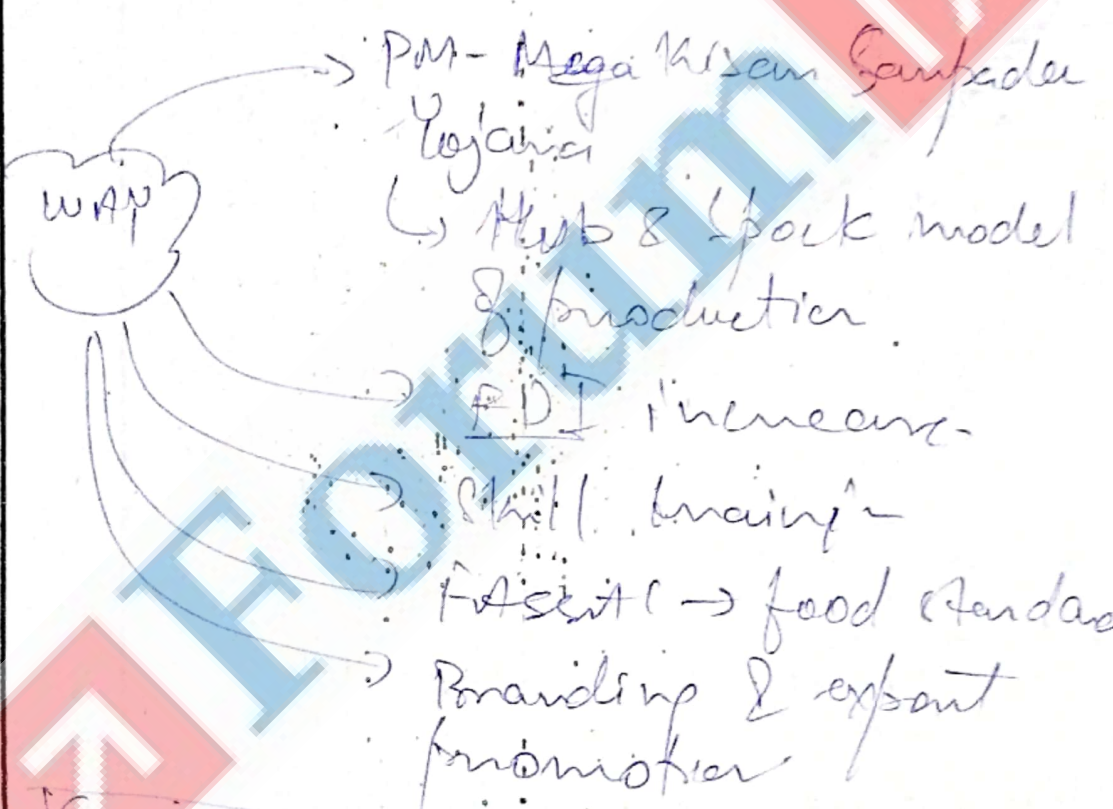 PM- Mega Kisan Sampada
Yojana
WAY
↳ Hub & Spock model
of production
FDI increase
Skill training
→ food standard
Branding & export
promotion
Forum